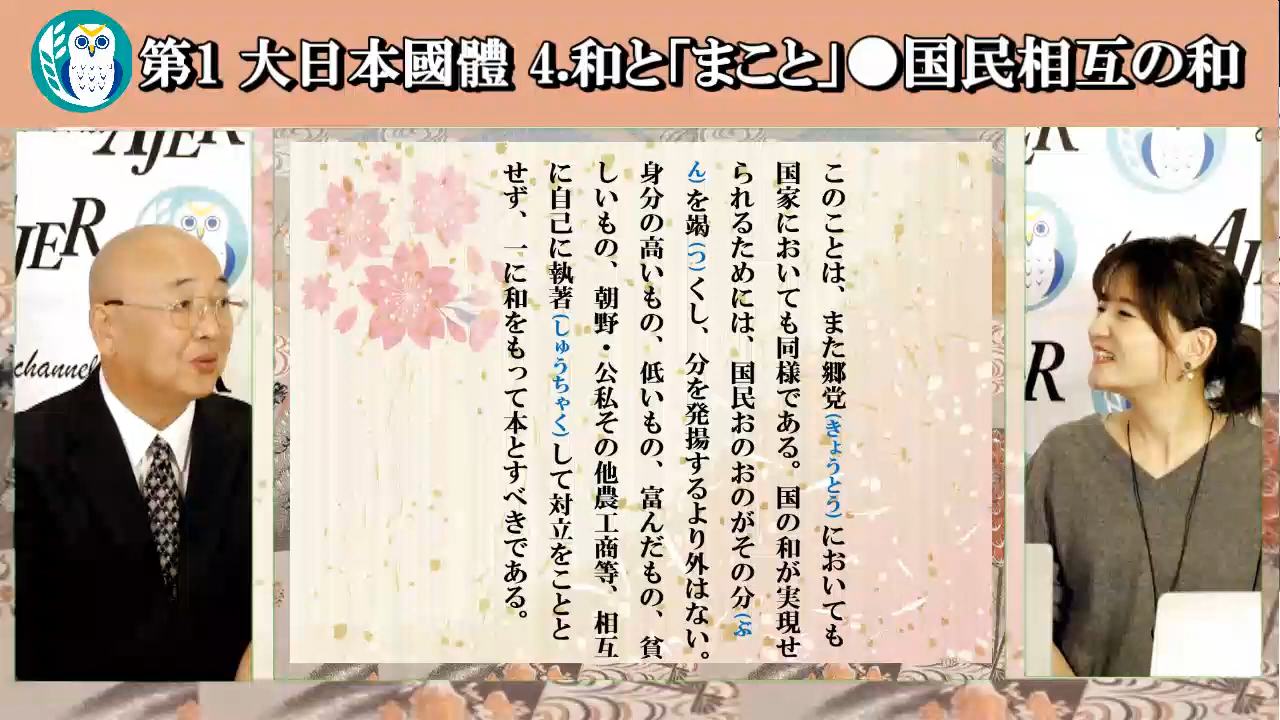 第1 大日本國體 4.和と「まこと」●国民相互の和
AJER
AJER
channel
AJER
R
このことは、また郷党(きょうとう)においても
国家においても同様である。国の和が実現せ
られるためには、国民おのおのがその分(ぶ
ん)を竭(つ)くし、分を発揚するより外はない。
身分の高いもの、低いもの、富んだもの、貧
しいもの、朝野・公私その他農工商等、相互
に自己に執著(しゅうちゃく)して対立をことと
せず、一に和をもって本とすべきである。